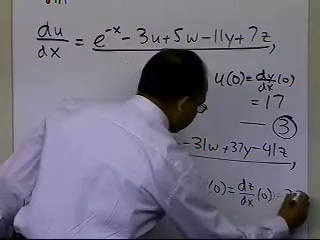 du/dx = e^{-x} - 3u + 5w - 11y + 7z,
u(0) = dy/dx (0)
= 17
— ③
- 31w + 37y - 41z,
(0) = dz/dx (0) =